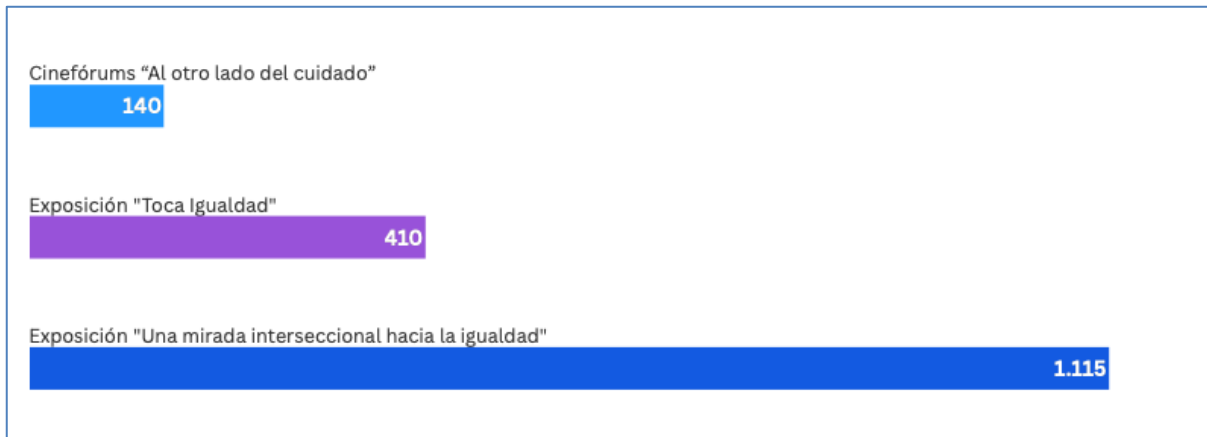 Cinefórums “Al otro lado del cuidado”
140
Exposición "Toca Igualdad"
410
Exposición "Una mirada interseccional hacia la igualdad"
1.115